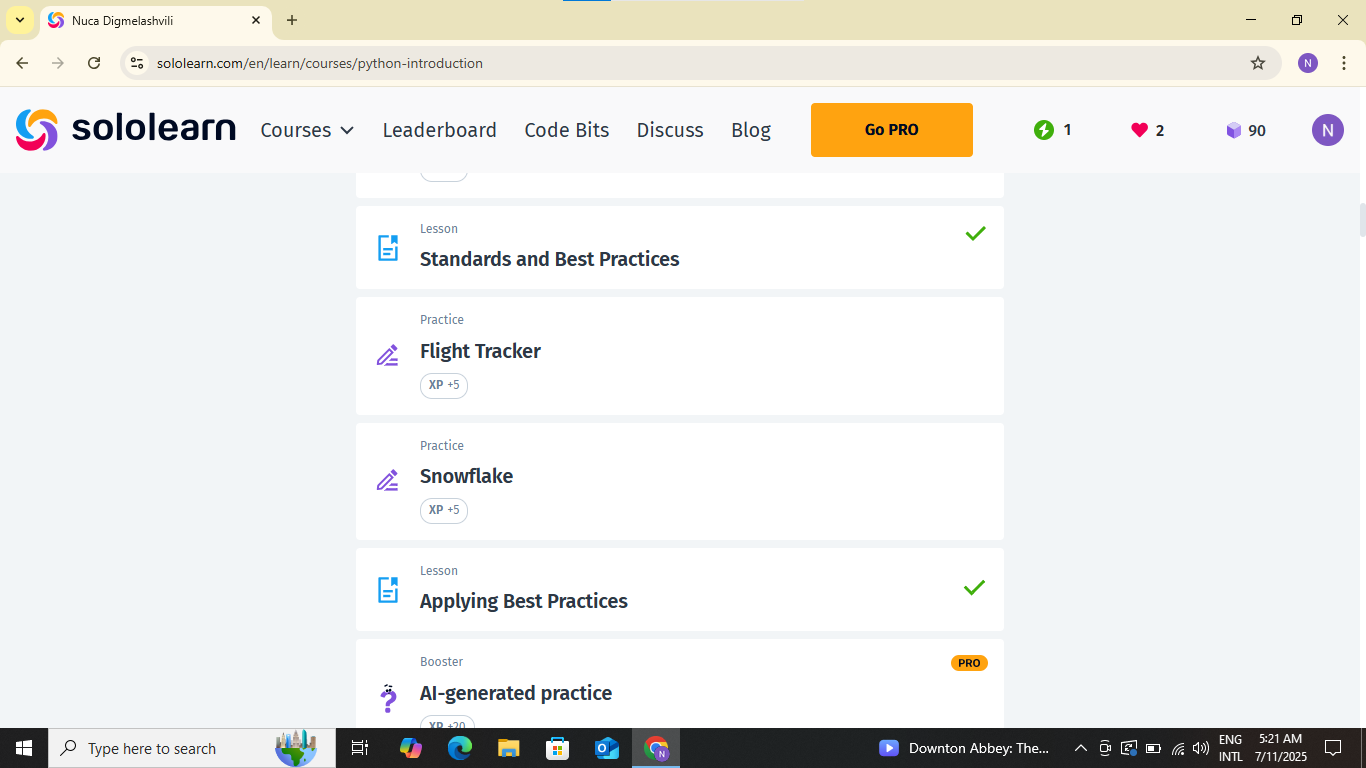 Nuca Digmelashvili
sololearn.com/en/learn/courses/python-introduction
N
sololearn
Courses
Leaderboard
Code Bits
Discuss
Blog
Go PRO
1
2
90
N
Lesson
Standards and Best Practices
Practice
Flight Tracker
XP +5
Practice
Snowflake
XP +5
Lesson
Applying Best Practices
Booster
PRO
AI-generated practice
XP +20
Type here to search
N
Downton Abbey: The...
ENG
INTL
5:21 AM
7/11/2025